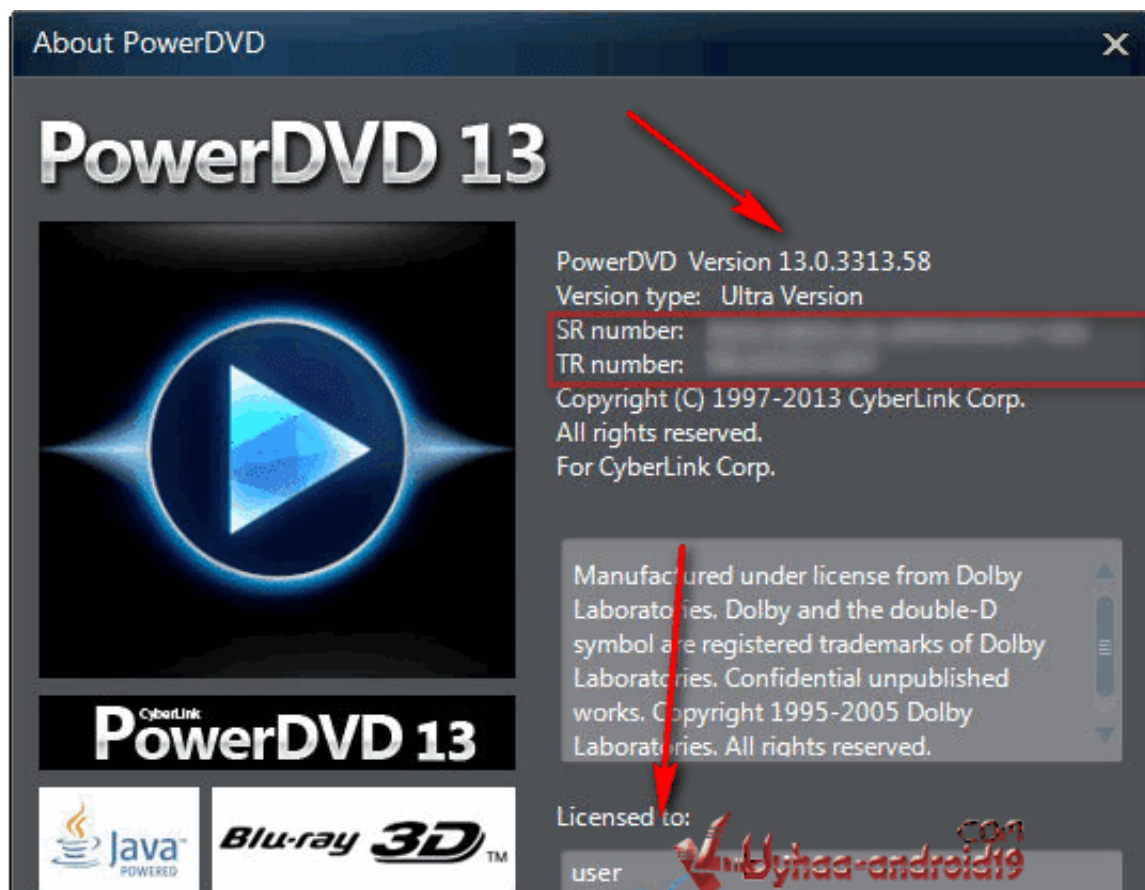 About PowerDVD
PowerDVD 13
PowerDVD Version 13.0.3313.58
Version type: Ultra Version
SR number:
TR number:
Copyright (C) 1997-2013 CyberLink Corp.
All rights reserved.
For CyberLink Corp.
Manufactured under license from Dolby
Laboratories. Dolby and the double-D
symbol are registered trademarks of Dolby
Laboratories. Confidential unpublished
works. Copyright 1995-2005 Dolby
Laboratories. All rights reserved.
CyberLink
PowerDVD 13
Java
POWERED
Blu-ray 3D TM
Licensed to:
user
Uyhaa-android19
.com